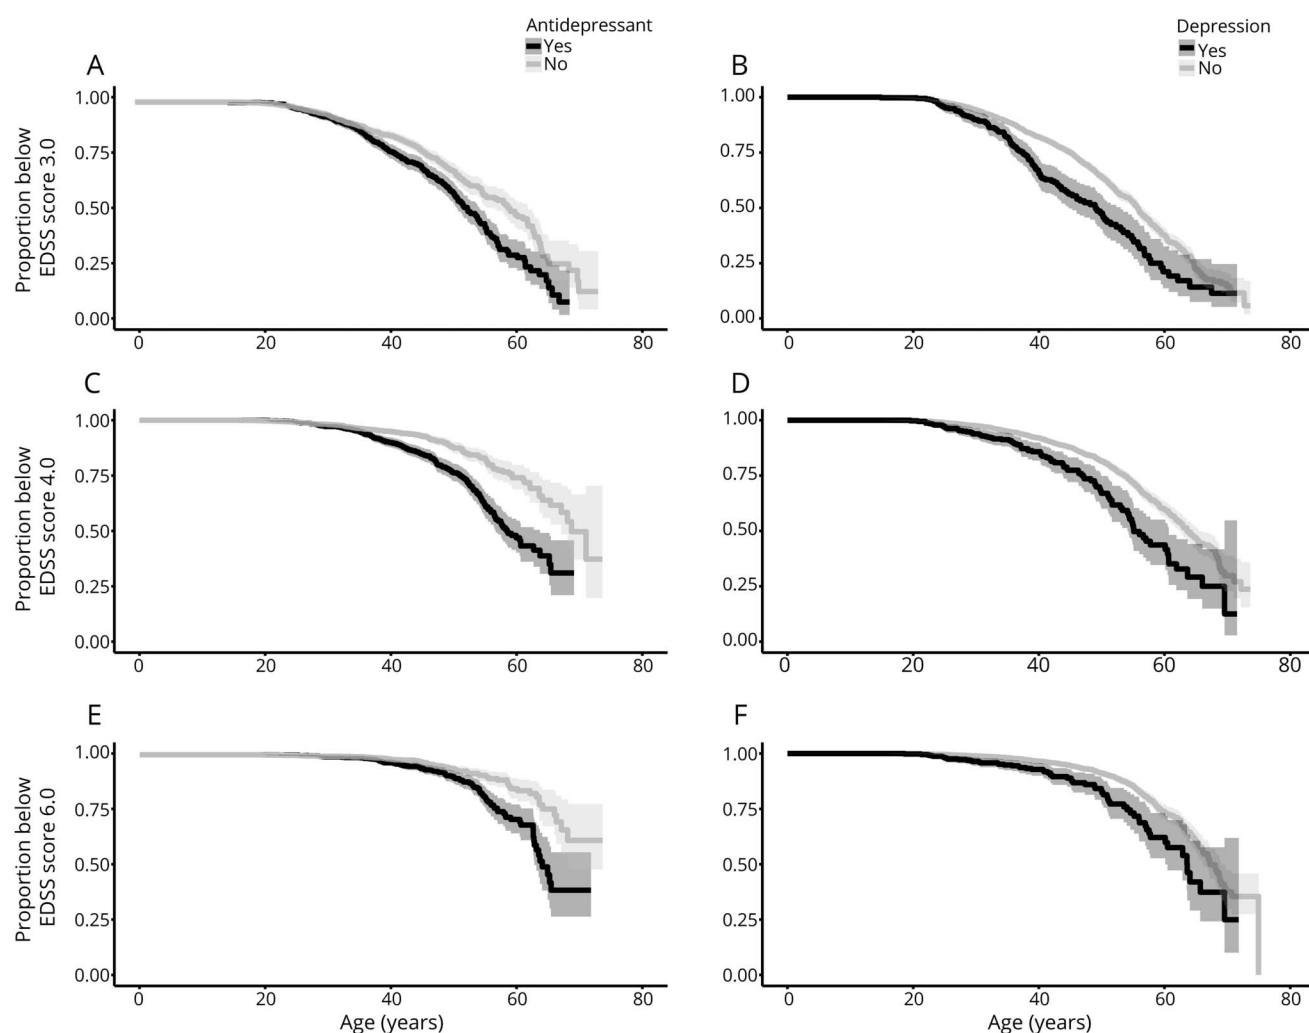 Antidepressant
Yes
No
Depression
Yes
No
A
Proportion below
EDSS score 3.0
1.00
0.75
0.50
0.25
0.00
0 20 40 60 80
B
1.00
0.75
0.50
0.25
0.00
0 20 40 60 80
C
Proportion below
EDSS score 4.0
1.00
0.75
0.50
0.25
0.00
0 20 40 60 80
D
1.00
0.75
0.50
0.25
0.00
0 20 40 60 80
E
Proportion below
EDSS score 6.0
1.00
0.75
0.50
0.25
0.00
0 20 40 60 80
Age (years)
F
1.00
0.75
0.50
0.25
0.00
0 20 40 60 80
Age (years)